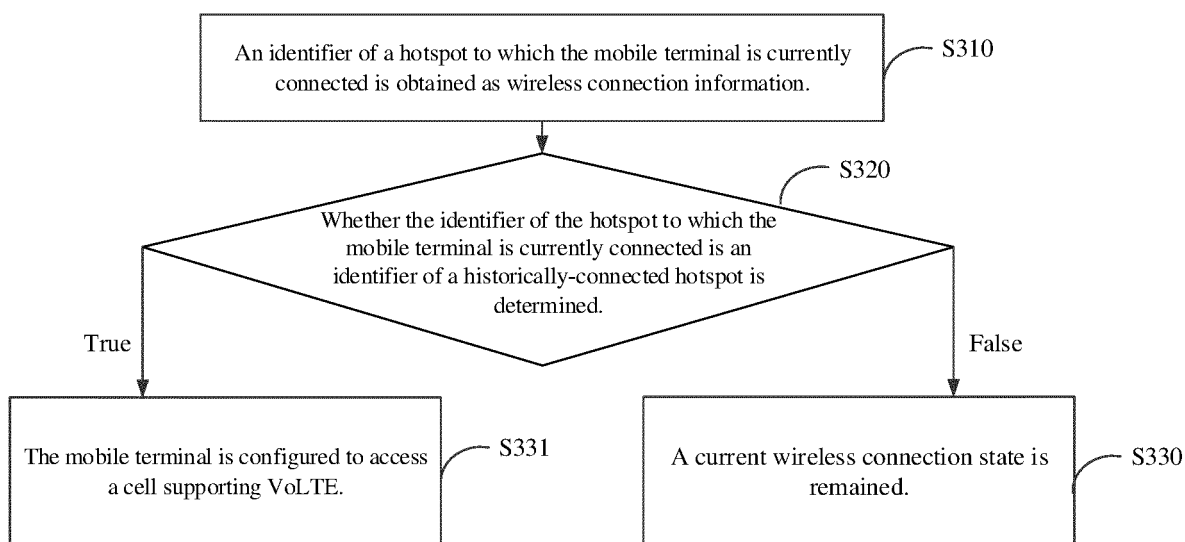 An identifier of a hotspot to which the mobile terminal is currently
connected is obtained as wireless connection information.
S310
S320
Whether the identifier of the hotspot to which the
mobile terminal is currently connected is an
identifier of a historically-connected hotspot is
determined.
True
False
The mobile terminal is configured to access
a cell supporting VoLTE.
S331
A current wireless connection state is
remained.
S330